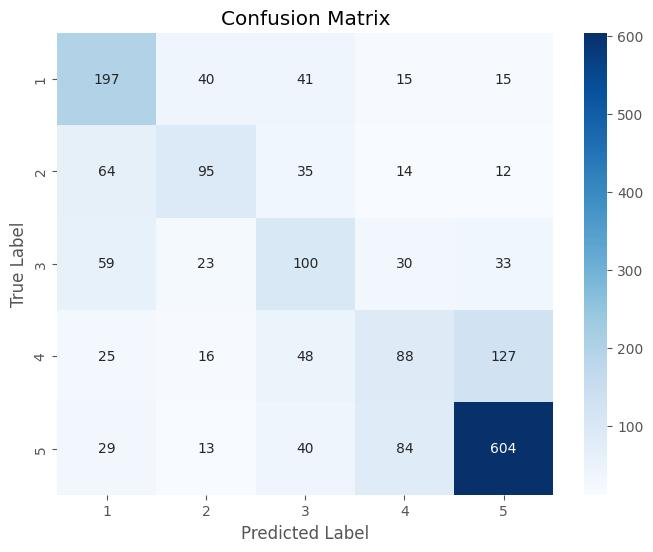 Confusion Matrix
True Label
1 197 40 41 15 15
2 64 95 35 14 12
3 59 23 100 30 33
4 25 16 48 88 127
5 29 13 40 84 604
1 2 3 4 5
Predicted Label
600
500
400
300
200
100